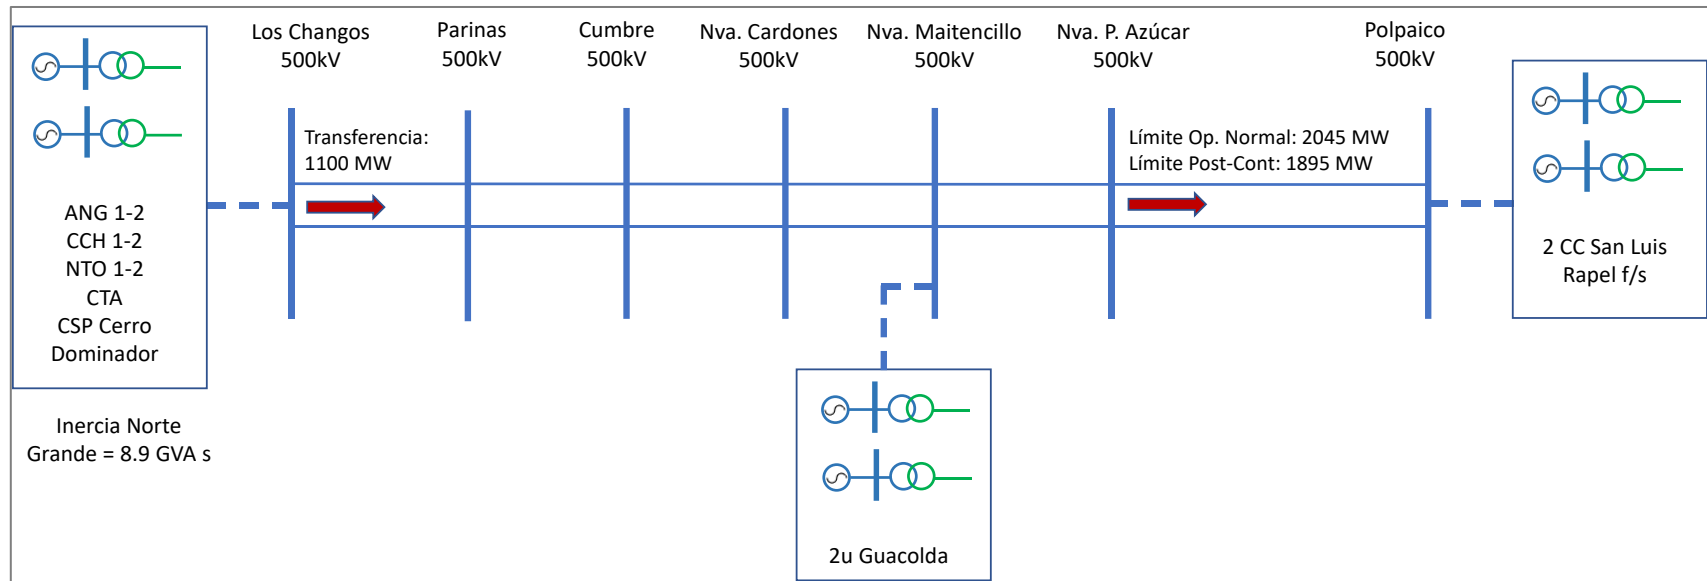 Los Changos
500kV
Parinas
500kV
Cumbre
500kV
Nva. Cardones
500kV
Nva. Maitencillo
500kV
Nva. P. Azúcar
500kV
Polpaico
500kV
Transferencia:
1100 MW
Límite Op. Normal: 2045 MW
Límite Post-Cont: 1895 MW
ANG 1-2
CCH 1-2
NTO 1-2
CTA
CSP Cerro
Dominador
Inercia Norte
Grande = 8.9 GVA s
2 CC San Luis
Rapel f/s
2u Guacolda